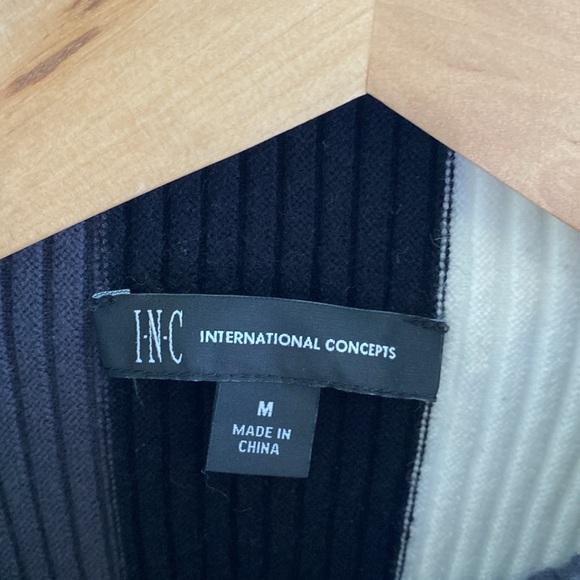 I·N·C INTERNATIONAL CONCEPTS
M
MADE IN
CHINA